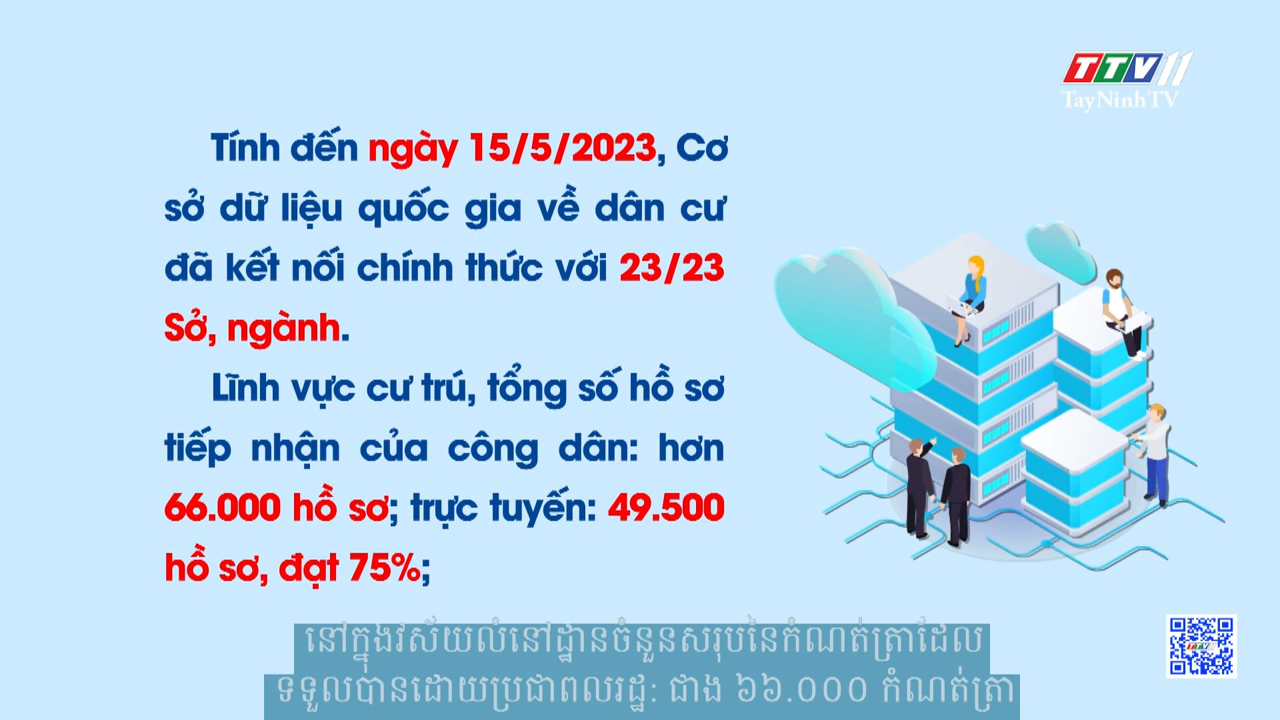 TTV11
TayNinhTV
Tính đến ngày 15/5/2023, Cơ
sở dữ liệu quốc gia về dân cư
đã kết nối chính thức với 23/23
Sở, ngành.
Lĩnh vực cư trú, tổng số hồ sơ
tiếp nhận của công dân: hơn
66.000 hồ sơ; trực tuyến: 49.500
hồ sơ, đạt 75%;
នៅក្នុងវិស័យលំនៅដ្ឋានចំនួនសរុបនៃកំណត់ត្រាដែល
ទទួលបានដោយប្រជាពលរដ្ឋ: ជាង ៦៦.០០០ កំណត់ត្រា